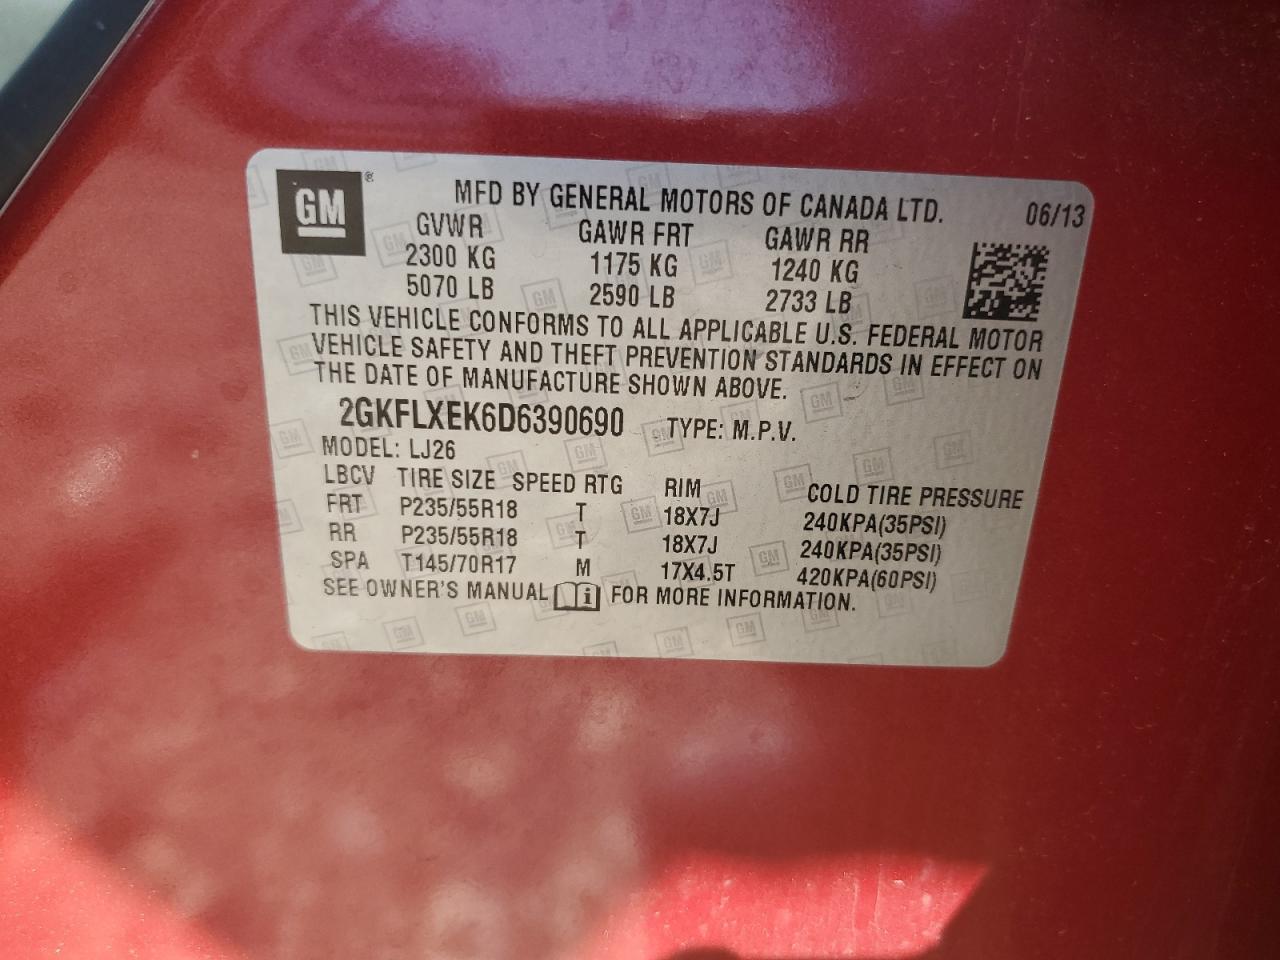 GM ® MFD BY GENERAL MOTORS OF CANADA LTD. 06/13
GVWR GAWR FRT GAWR RR
2300 KG 1175 KG 1240 KG
5070 LB 2590 LB 2733 LB
THIS VEHICLE CONFORMS TO ALL APPLICABLE U.S. FEDERAL MOTOR
VEHICLE SAFETY AND THEFT PREVENTION STANDARDS IN EFFECT ON
THE DATE OF MANUFACTURE SHOWN ABOVE.
2GKFLXEK6D6390690 TYPE: M.P.V.
MODEL: LJ26
LBCV TIRE SIZE SPEED RTG RIM COLD TIRE PRESSURE
FRT P235/55R18 T 18X7J 240KPA(35PSI)
RR P235/55R18 T 18X7J 240KPA(35PSI)
SPA T145/70R17 M 17X4.5T 420KPA(60PSI)
SEE OWNER'S MANUAL FOR MORE INFORMATION.